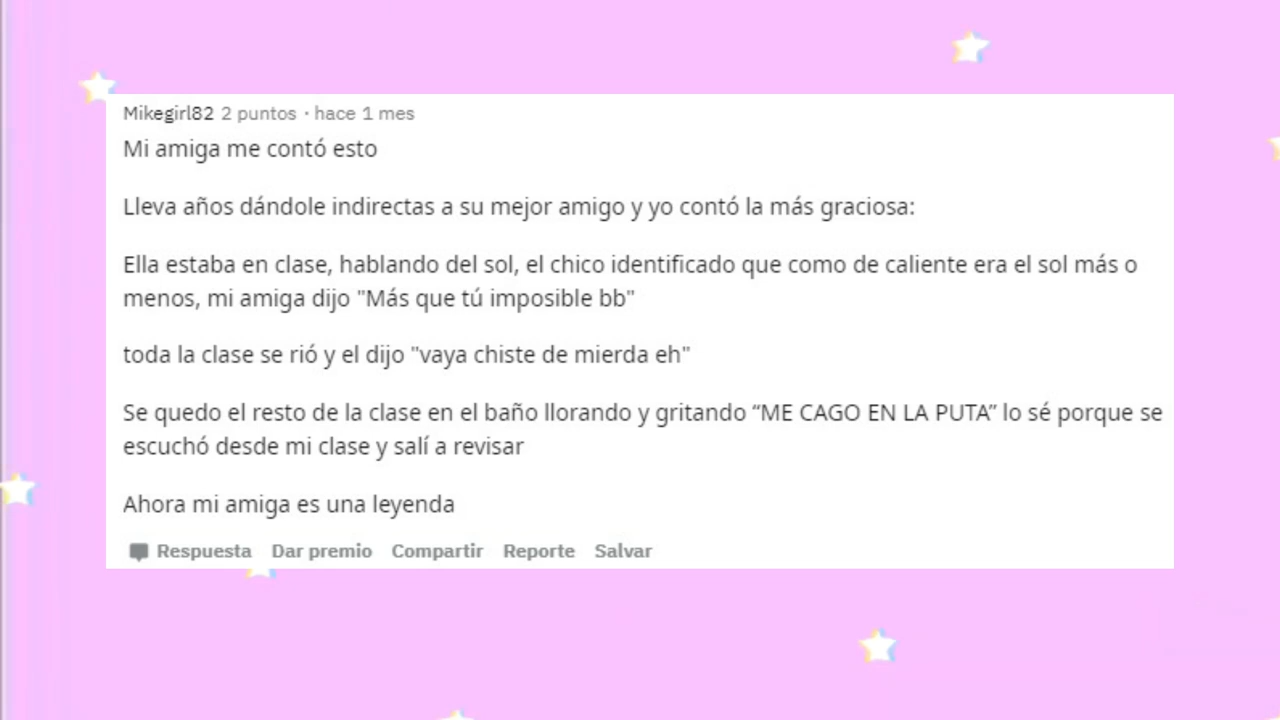 Mikegirl82 2 puntos · hace 1 mes
Mi amiga me contó esto
Lleva años dándole indirectas a su mejor amigo y yo contó la más graciosa:
Ella estaba en clase, hablando del sol, el chico identificado que como de caliente era el sol más o
menos, mi amiga dijo "Más que tú imposible bb"
toda la clase se rió y el dijo "vaya chiste de mierda eh"
Se quedo el resto de la clase en el baño llorando y gritando “ME CAGO EN LA PUTA” lo sé porque se
escuchó desde mi clase y salí a revisar
Ahora mi amiga es una leyenda
Respuesta Dar premio Compartir Reporte Salvar